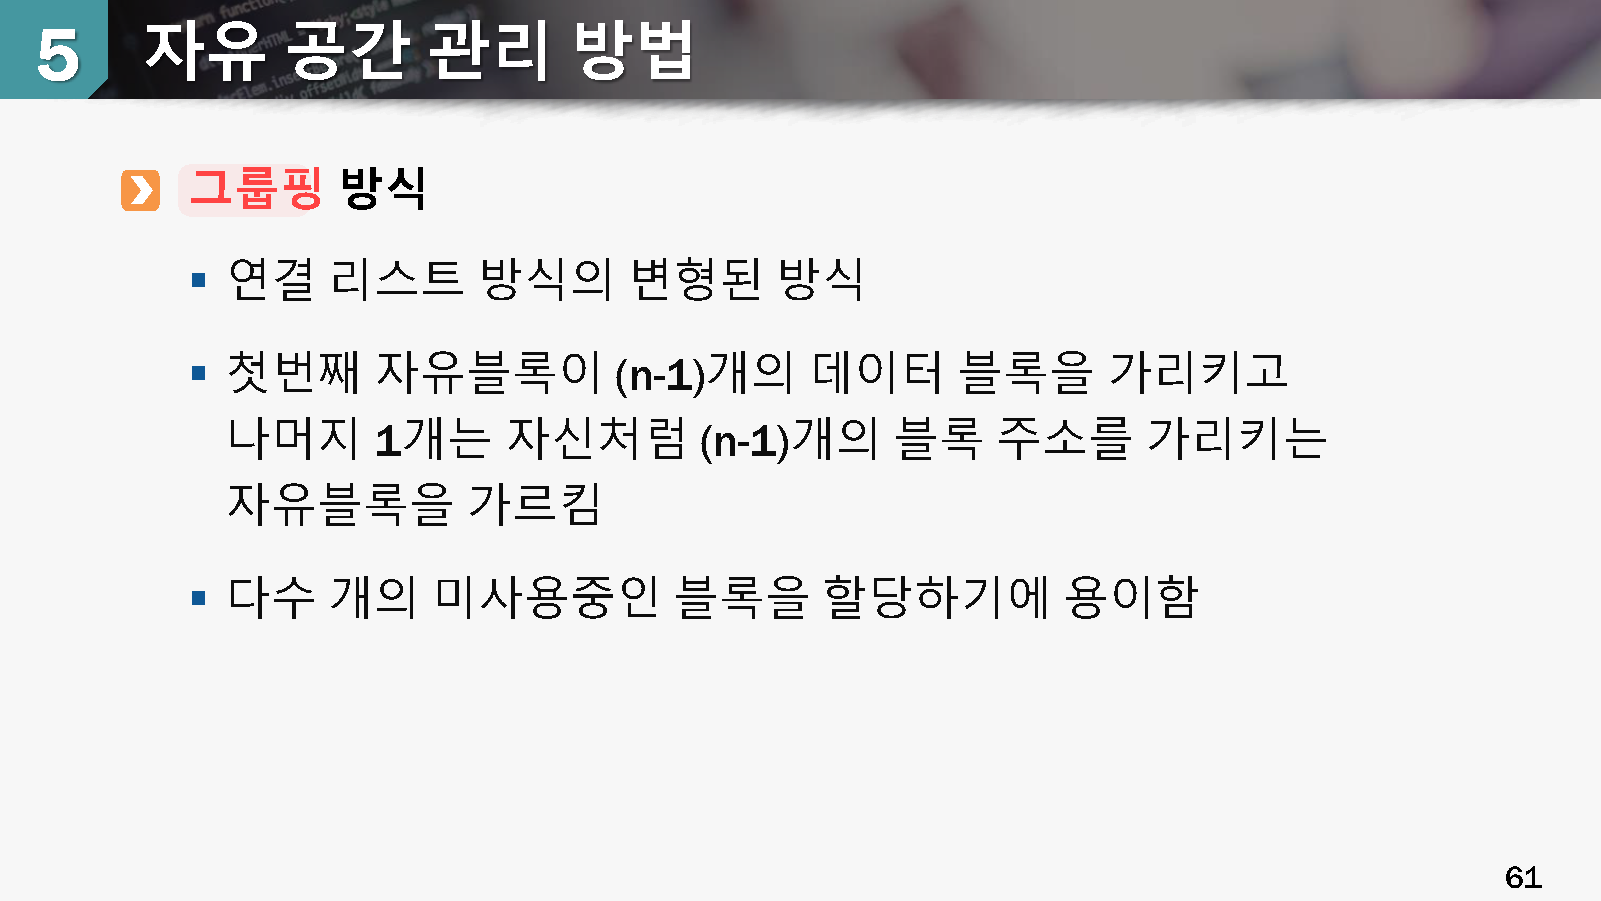 5 자유 공간 관리 방법
그룹핑 방식
연결 리스트 방식의 변형된 방식
첫번째 자유블록이 (n-1)개의 데이터 블록을 가리키고
나머지 1개는 자신처럼 (n-1)개의 블록 주소를 가리키는
자유블록을 가르킴
다수 개의 미사용중인 블록을 할당하기에 용이함
61